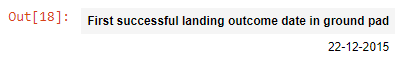 Out[18]: First successful landing outcome date in ground pad
22-12-2015